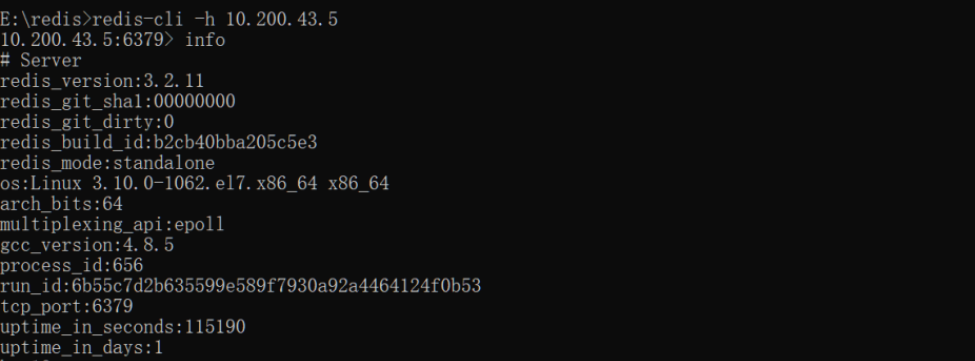 E:\redis>redis-cli -h 10.200.43.5
10.200.43.5:6379> info
# Server
redis_version:3.2.11
redis_git_sha1:00000000
redis_git_dirty:0
redis_build_id:b2cb40bba205c5e3
redis_mode:standalone
os:Linux 3.10.0-1062.el7.x86_64 x86_64
arch_bits:64
multiplexing_api:epoll
gcc_version:4.8.5
process_id:656
run_id:6b55c7d2b635599e589f7930a92a4464124f0b53
tcp_port:6379
uptime_in_seconds:115190
uptime_in_days:1